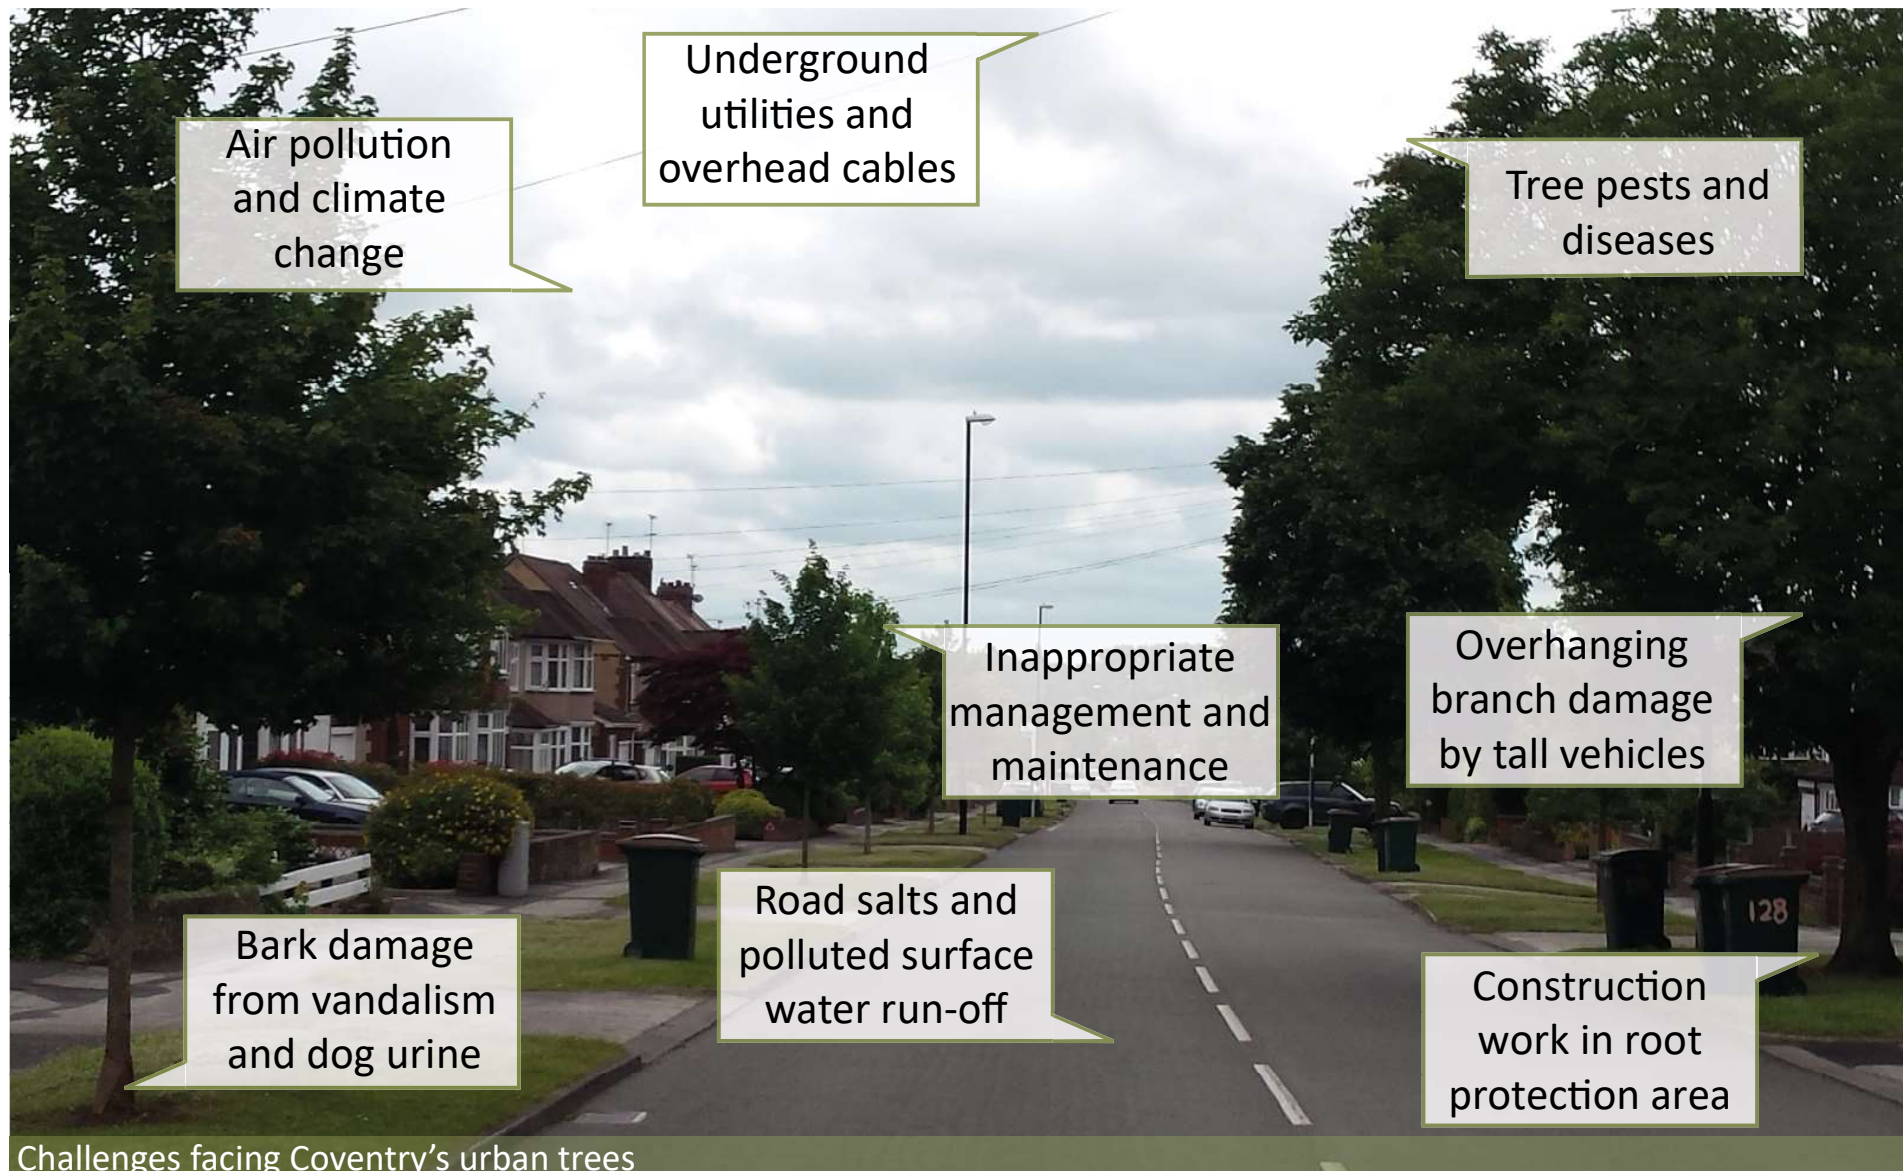 Underground
utilities and
overhead cables
Air pollution
and climate
change
Tree pests and
diseases
Inappropriate
management and
maintenance
Overhanging
branch damage
by tall vehicles
Road salts and
polluted surface
water run-off
Bark damage
from vandalism
and dog urine
Construction
work in root
protection area
128
Challenges facing Coventry's urban trees